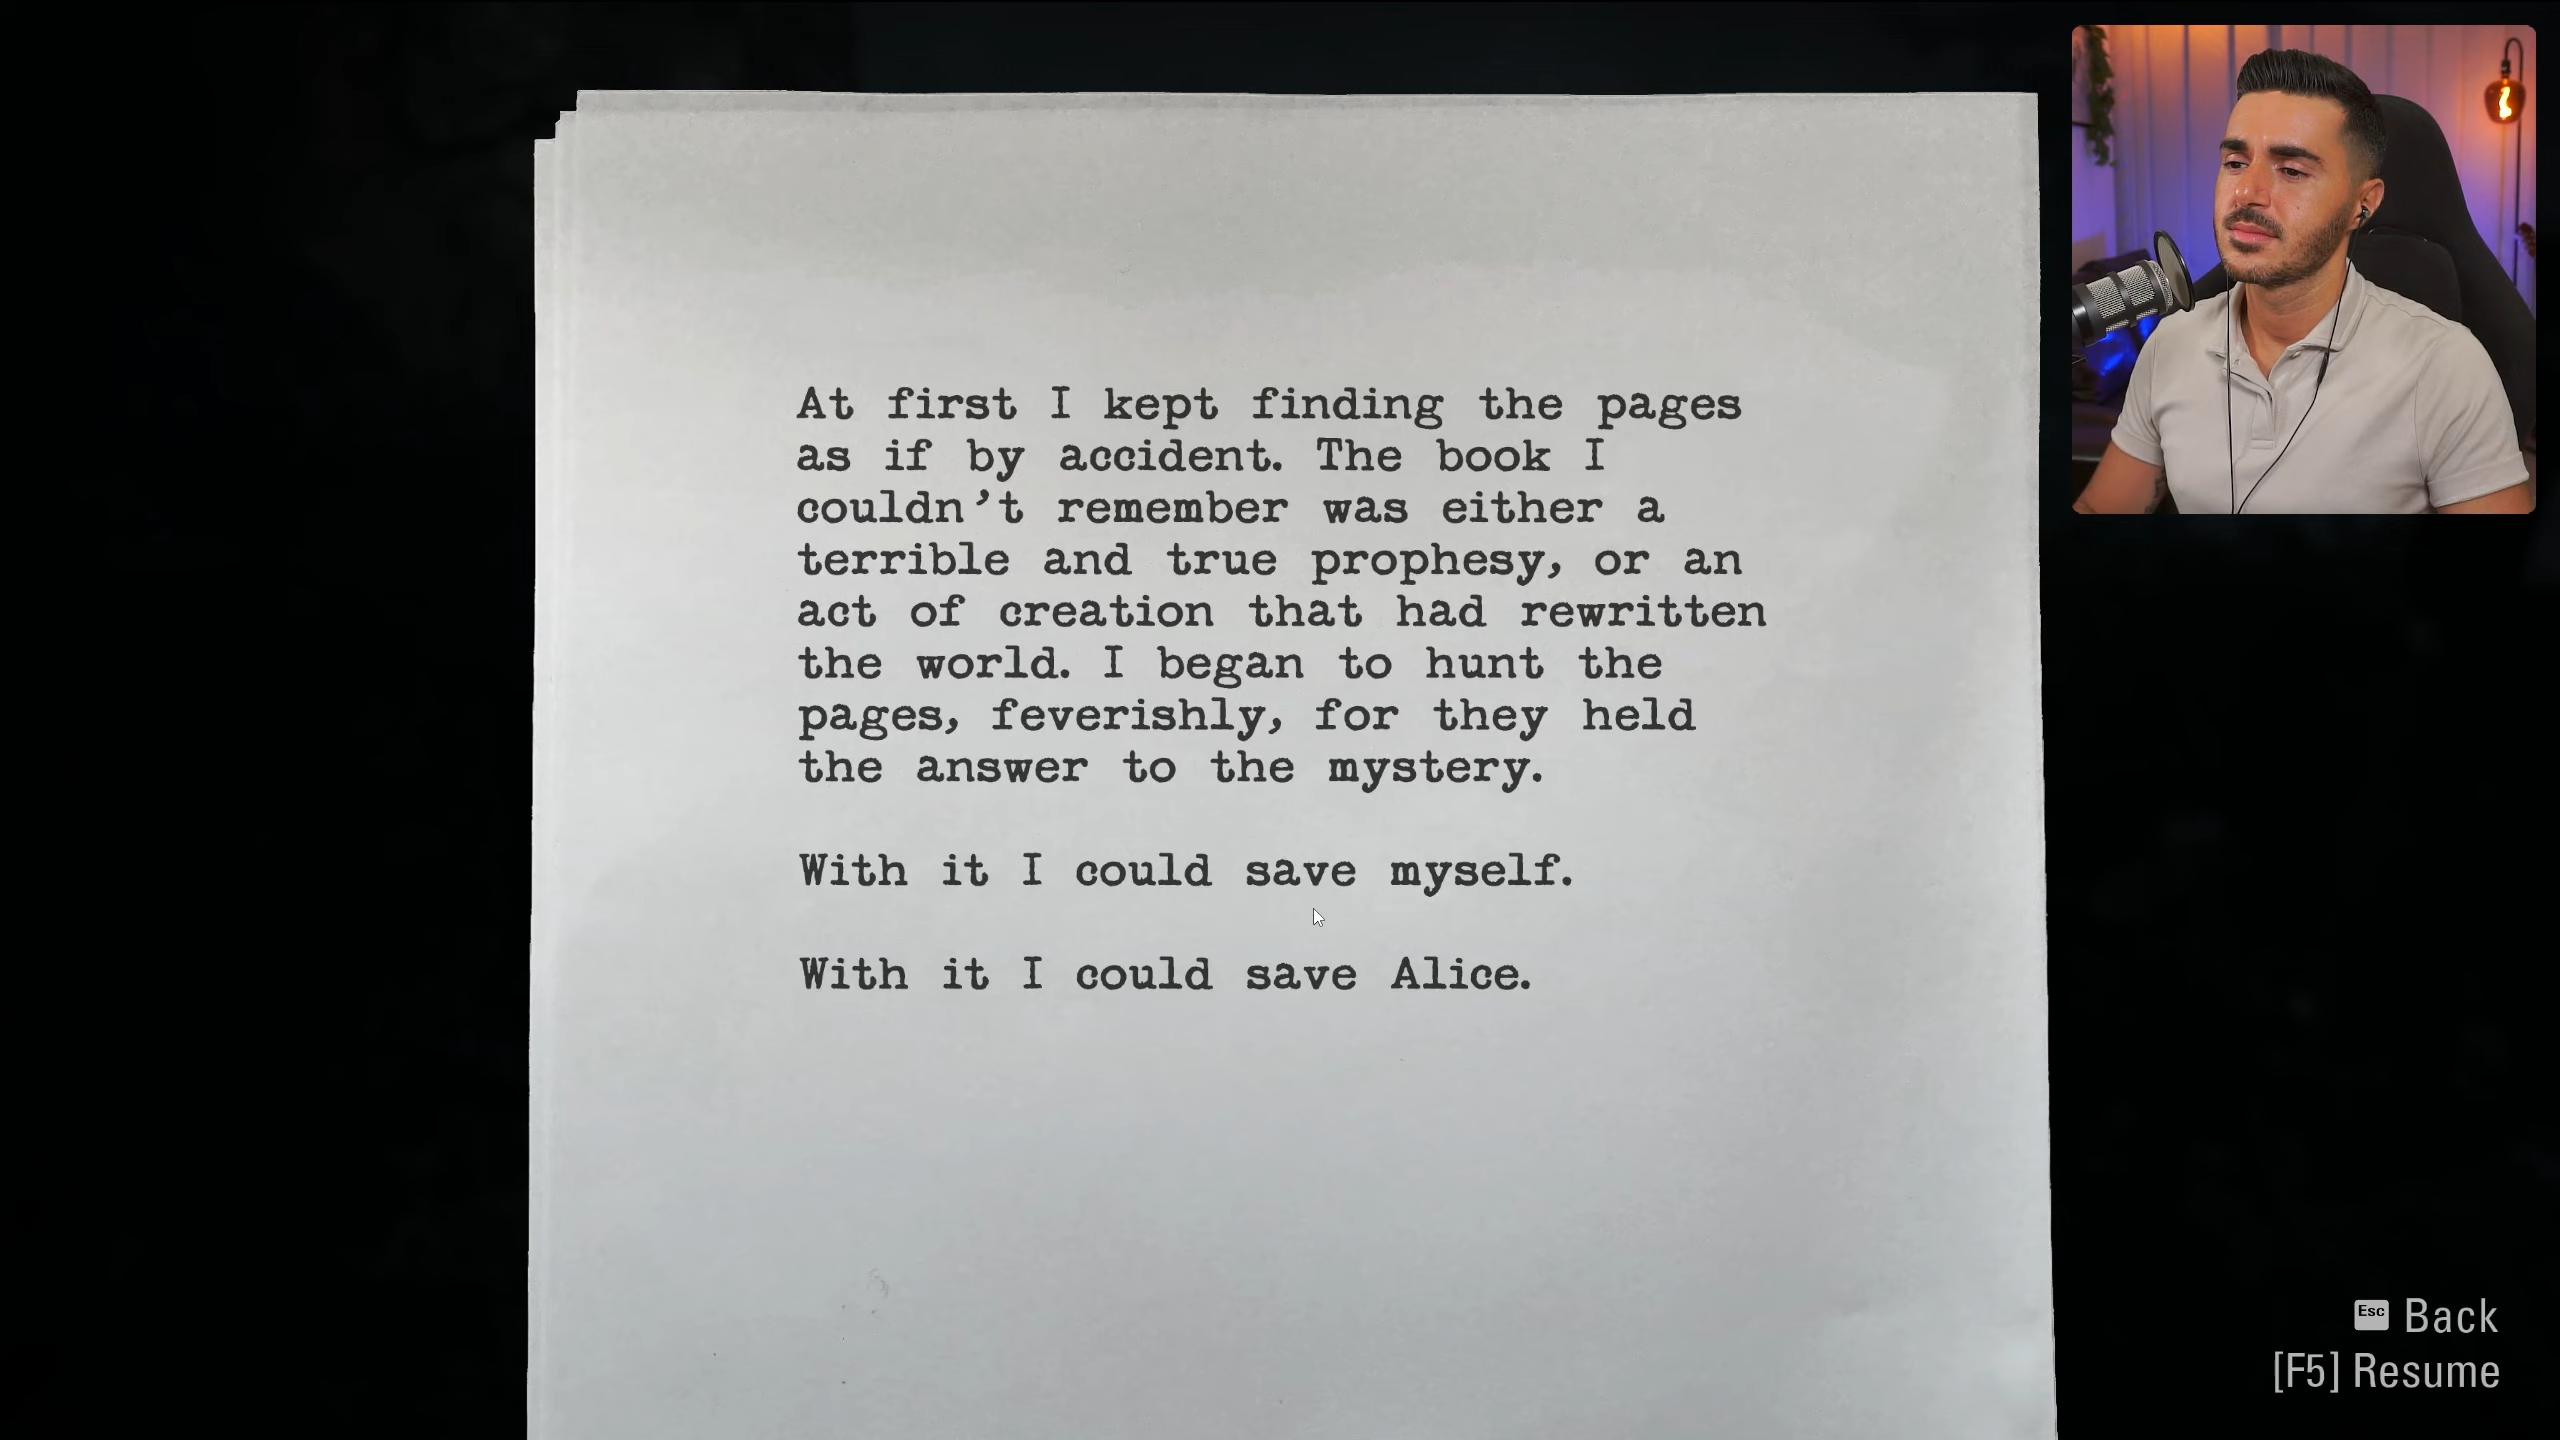 At first I kept finding the pages
as if by accident. The book I
couldn't remember was either a
terrible and true prophesy, or an
act of creation that had rewritten
the world. I began to hunt the
pages, feverishly, for they held
the answer to the mystery.
With it I could save myself.
With it I could save Alice.
Esc Back
[F5] Resume